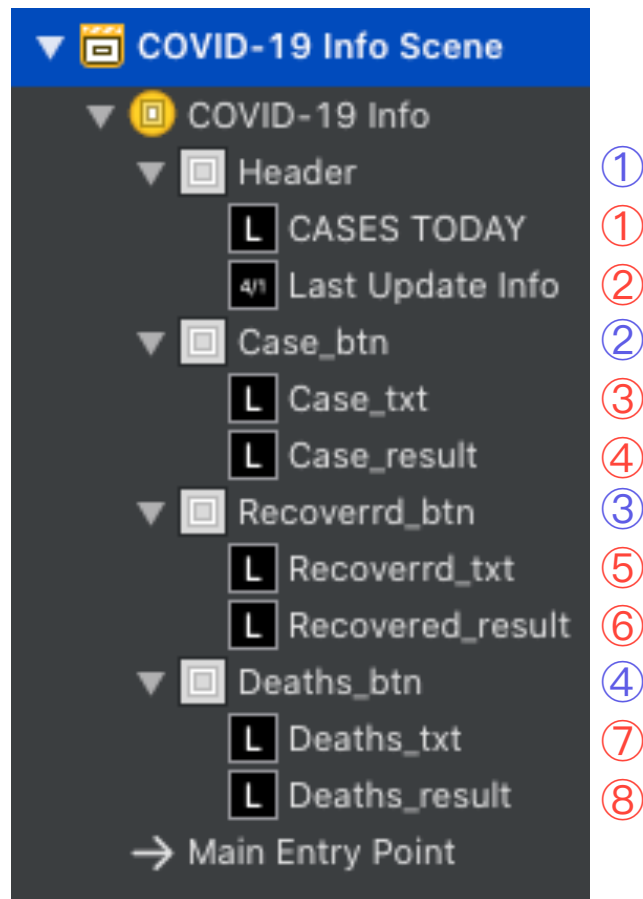 COVID-19 Info Scene
COVID-19 Info
Header ①
L CASES TODAY ①
4/1 Last Update Info ②
Case_btn ②
L Case_txt ③
L Case_result ④
Recoverrd_btn ③
L Recoverrd_txt ⑤
L Recovered_result ⑥
Deaths_btn ④
L Deaths_txt ⑦
L Deaths_result ⑧
Main Entry Point